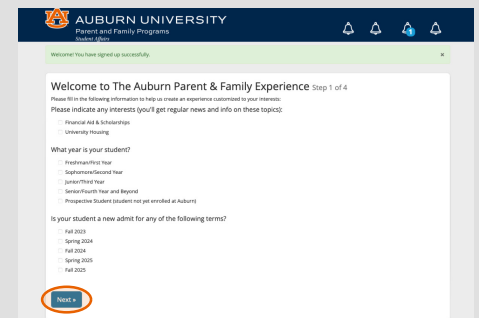 AUBURN UNIVERSITY
Parent and Family Programs
Student Affairs
1
Welcome! You have signed up successfully.
×
Welcome to The Auburn Parent & Family Experience Step 1 of 4
Please fill in the following information to help us create an experience customized to your interests:
Please indicate any interests (you'll get regular news and info on these topics):
Financial Aid & Scholarships
University Housing
What year is your student?
Freshman/First Year
Sophomore/Second Year
Junior/Third Year
Senior/Fourth Year and Beyond
Prospective Student (student not yet enrolled at Auburn)
Is your student a new admit for any of the following terms?
Fall 2023
Spring 2024
Fall 2024
Spring 2025
Fall 2025
Next »